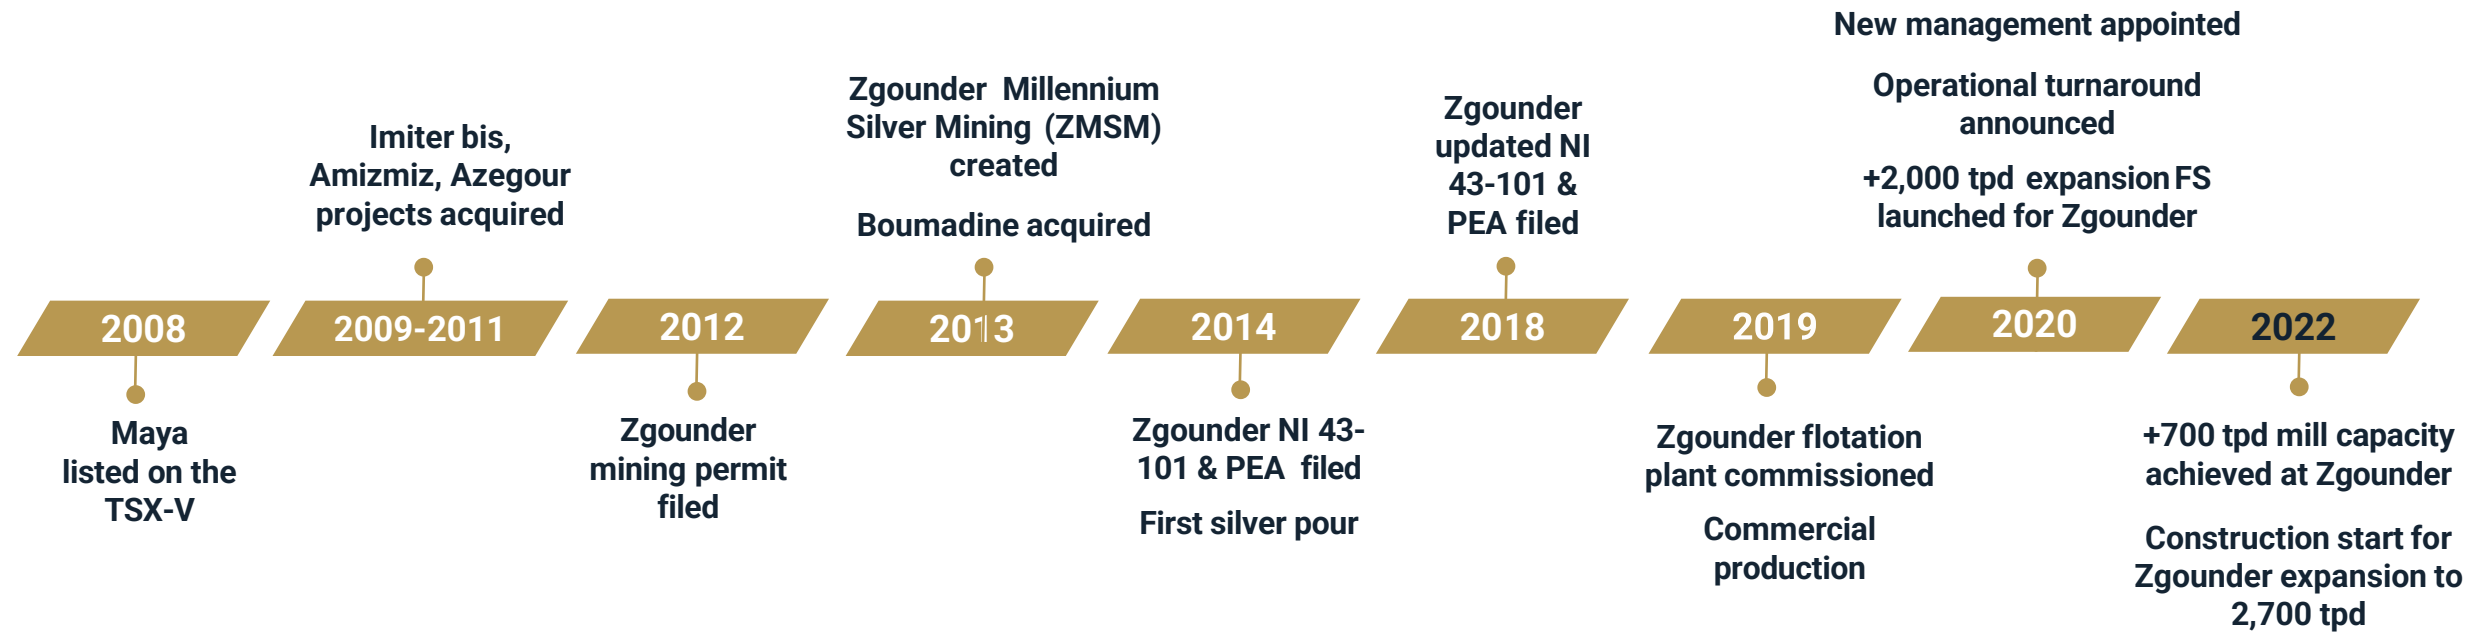 2008
Maya
listed on the
TSX-V
Imiter bis,
Amizmiz, Azegour
projects acquired
2009-2011
2012
Zgounder
mining permit
filed
Zgounder Millennium
Silver Mining (ZMSM)
created
Boumadine acquired
2013
2014
Zgounder NI 43-
101 & PEA filed
First silver pour
Zgounder
updated NI
43-101 &
PEA filed
2018
2019
Zgounder flotation
plant commissioned
Commercial
production
New management appointed
Operational turnaround
announced
+2,000 tpd expansion FS
launched for Zgounder
2020
2022
+700 tpd mill capacity
achieved at Zgounder
Construction start for
Zgounder expansion to
2,700 tpd